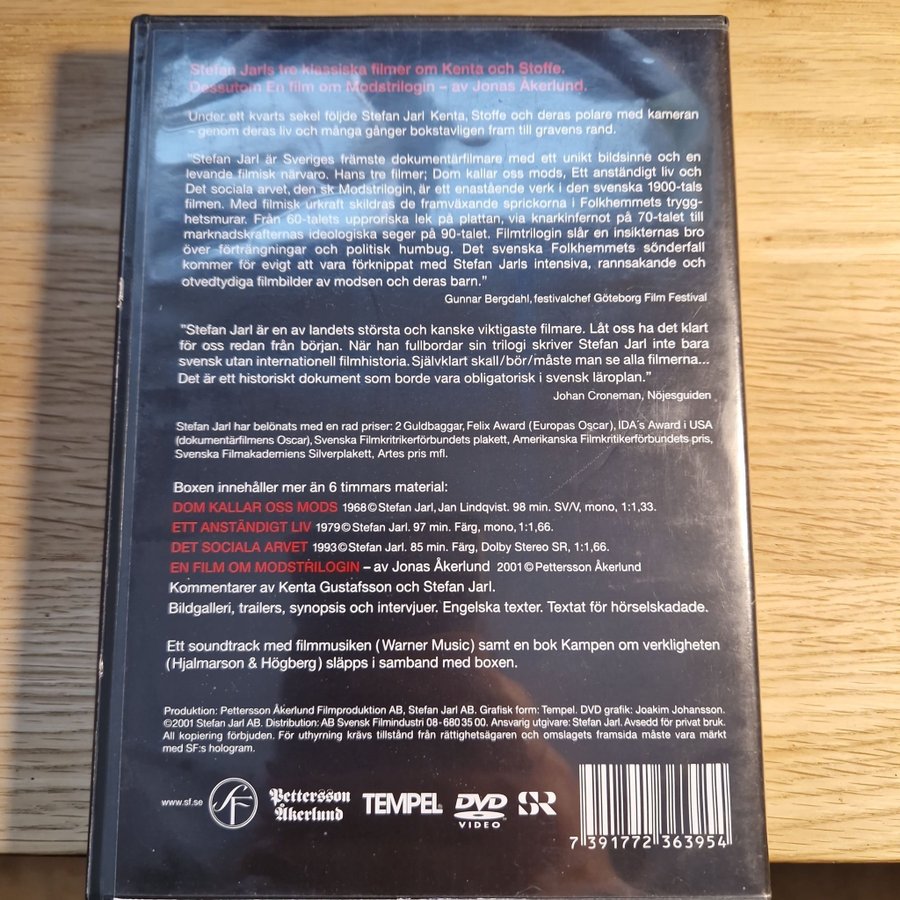 Stefan Jarls tre klassiska filmer om Kenta och Stoffe.
Dessutom En film om Modstrilogin – av Jonas Åkerlund.
Under ett kvarts sekel följde Stefan Jarl Kenta, Stoffe och deras polare med kameran
– genom deras liv och många gånger bokstavligen fram till gravens rand.
"Stefan Jarl är Sveriges främste dokumentärfilmare med ett unikt bildsinne och en
levande filmisk närvaro. Hans tre filmer; Dom kallar oss mods, Ett anständigt liv och
Det sociala arvet, den sk Modstrilogin, är ett enastående verk i den svenska 1900-tals
filmen. Med filmisk urkraft skildras de framväxande sprickorna i Folkhemmets trygg-
hetsmurar. Från 60-talets upproriska lek på plattan, via knarkinfernot på 70-talet till
marknadskrafternas ideologiska seger på 90-talet. Filmtrilogin slår en insikternas bro
över förträngningar och politisk humbug. Det svenska Folkhemmets sönderfall
kommer för evigt att vara förknippat med Stefan Jarls intensiva, rannsakande och
otvedtydiga filmbilder av modsen och deras barn."
Gunnar Bergdahl, festivalchef Göteborg Film Festival
"Stefan Jarl är en av landets största och kanske viktigaste filmare. Låt oss ha det klart
för oss redan från början. När han fullbordar sin trilogi skriver Stefan Jarl inte bara
svensk utan internationell filmhistoria. Självklart skall/bör/måste man se alla filmerna...
Det är ett historiskt dokument som borde vara obligatorisk i svensk läroplan."
Johan Croneman, Nöjesguiden
Stefan Jarl har belönats med en rad priser: 2 Guldbaggar, Felix Award (Europas Oscar), IDA´s Award i USA
(dokumentärfilmens Oscar), Svenska Filmkritrikerförbundets plakett, Amerikanska Filmkritikerförbundets pris,
Svenska Filmakademiens Silverplakett, Artes pris mfl.
Boxen innehåller mer än 6 timmars material:
DOM KALLAR OSS MODS 1968 © Stefan Jarl, Jan Lindqvist. 98 min. SV/V, mono, 1:1,33.
ETT ANSTÄNDIGT LIV 1979 © Stefan Jarl. 97 min. Färg, mono, 1:1,66.
DET SOCIALA ARVET 1993 © Stefan Jarl. 85 min. Färg, Dolby Stereo SR, 1:1,66.
EN FILM OM MODSTRILOGIN – av Jonas Åkerlund 2001 © Pettersson Åkerlund
Kommentarer av Kenta Gustafsson och Stefan Jarl.
Bildgalleri, trailers, synopsis och intervjuer. Engelska texter. Textat för hörselskadade.
Ett soundtrack med filmmusiken (Warner Music) samt en bok Kampen om verkligheten
(Hjalmarson & Högberg) släpps i samband med boxen.
Produktion: Pettersson Åkerlund Filmproduktion AB, Stefan Jarl AB. Grafisk form: Tempel. DVD grafik: Joakim Johansson.
©2001 Stefan Jarl AB. Distribution: AB Svensk Filmindustri 08-680 35 00. Ansvarig utgivare: Stefan Jarl. Avsedd för privat bruk.
All kopiering förbjuden. För uthyrning krävs tillstånd från rättighetsägaren och omslagets framsida måste vara märkt
med SF:s hologram.
www.sf.se SF Pettersson Åkerlund TEMPEL DVD VIDEO SR
7 391772 363954